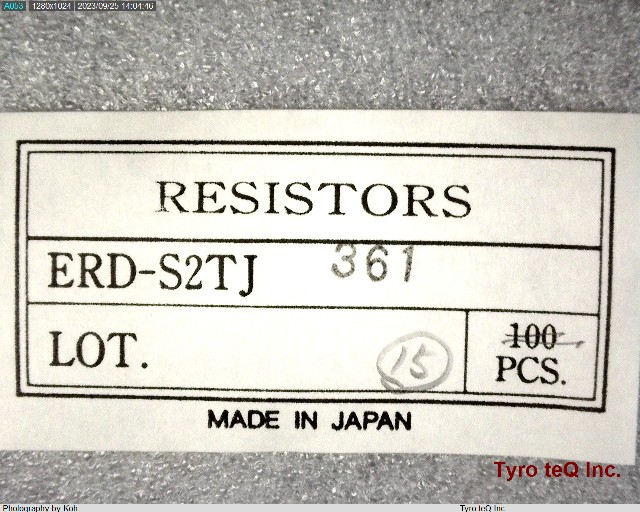 A053 1280x1024 2023/09/25 14:04:46
RESISTORS
ERD-S2TJ 361
LOT. 15
100
PCS.
MADE IN JAPAN
Tyro teQ Inc.
Photography by Koh Tyro teQ Inc